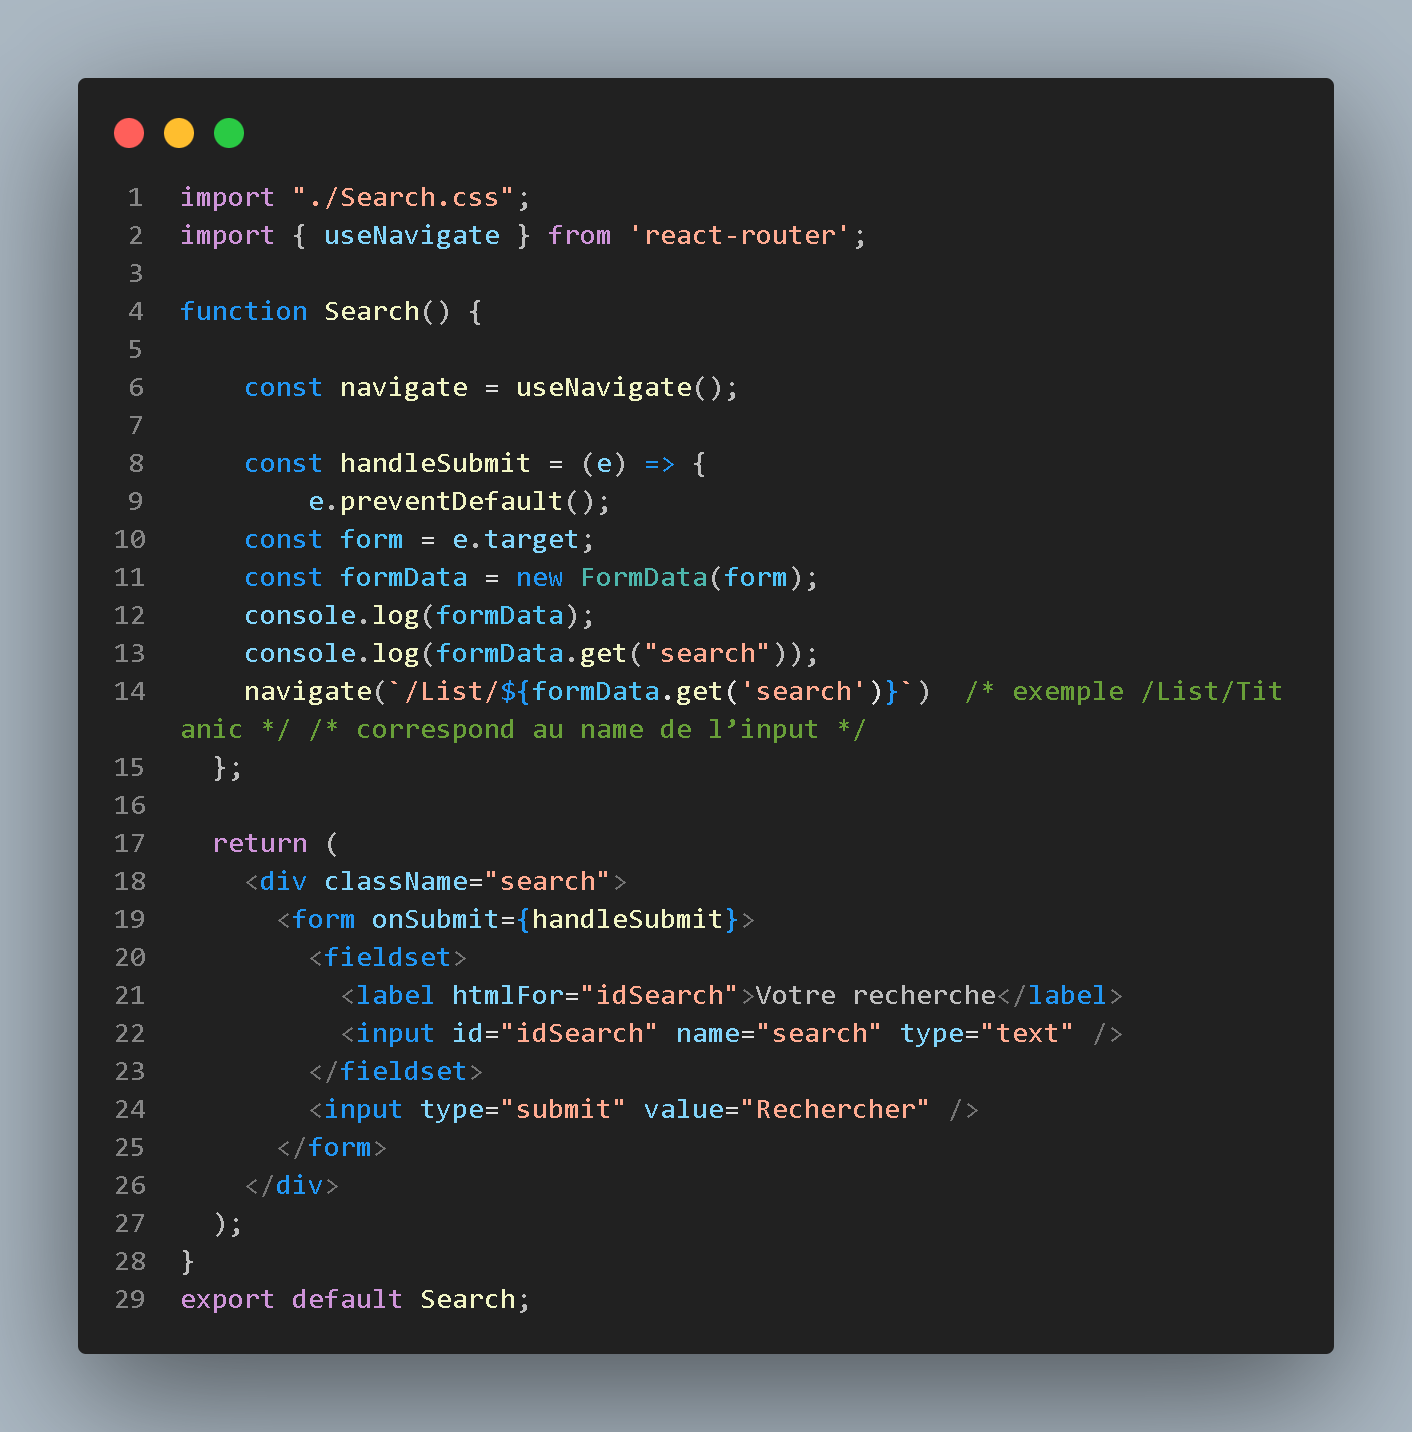 1 import "./Search.css";
2 import { useNavigate } from 'react-router';
3
4 function Search() {
5
6     const navigate = useNavigate();
7
8     const handleSubmit = (e) => {
9         e.preventDefault();
10     const form = e.target;
11     const formData = new FormData(form);
12     console.log(formData);
13     console.log(formData.get("search"));
14     navigate(`/List/${formData.get('search')}`)  /* exemple /List/Tit
anic */ /* correspond au name de l’input */
15   };
16
17   return (
18     <div className="search">
19       <form onSubmit={handleSubmit}>
20         <fieldset>
21           <label htmlFor="idSearch">Votre recherche</label>
22           <input id="idSearch" name="search" type="text" />
23         </fieldset>
24         <input type="submit" value="Rechercher" />
25       </form>
26     </div>
27   );
28 }
29 export default Search;